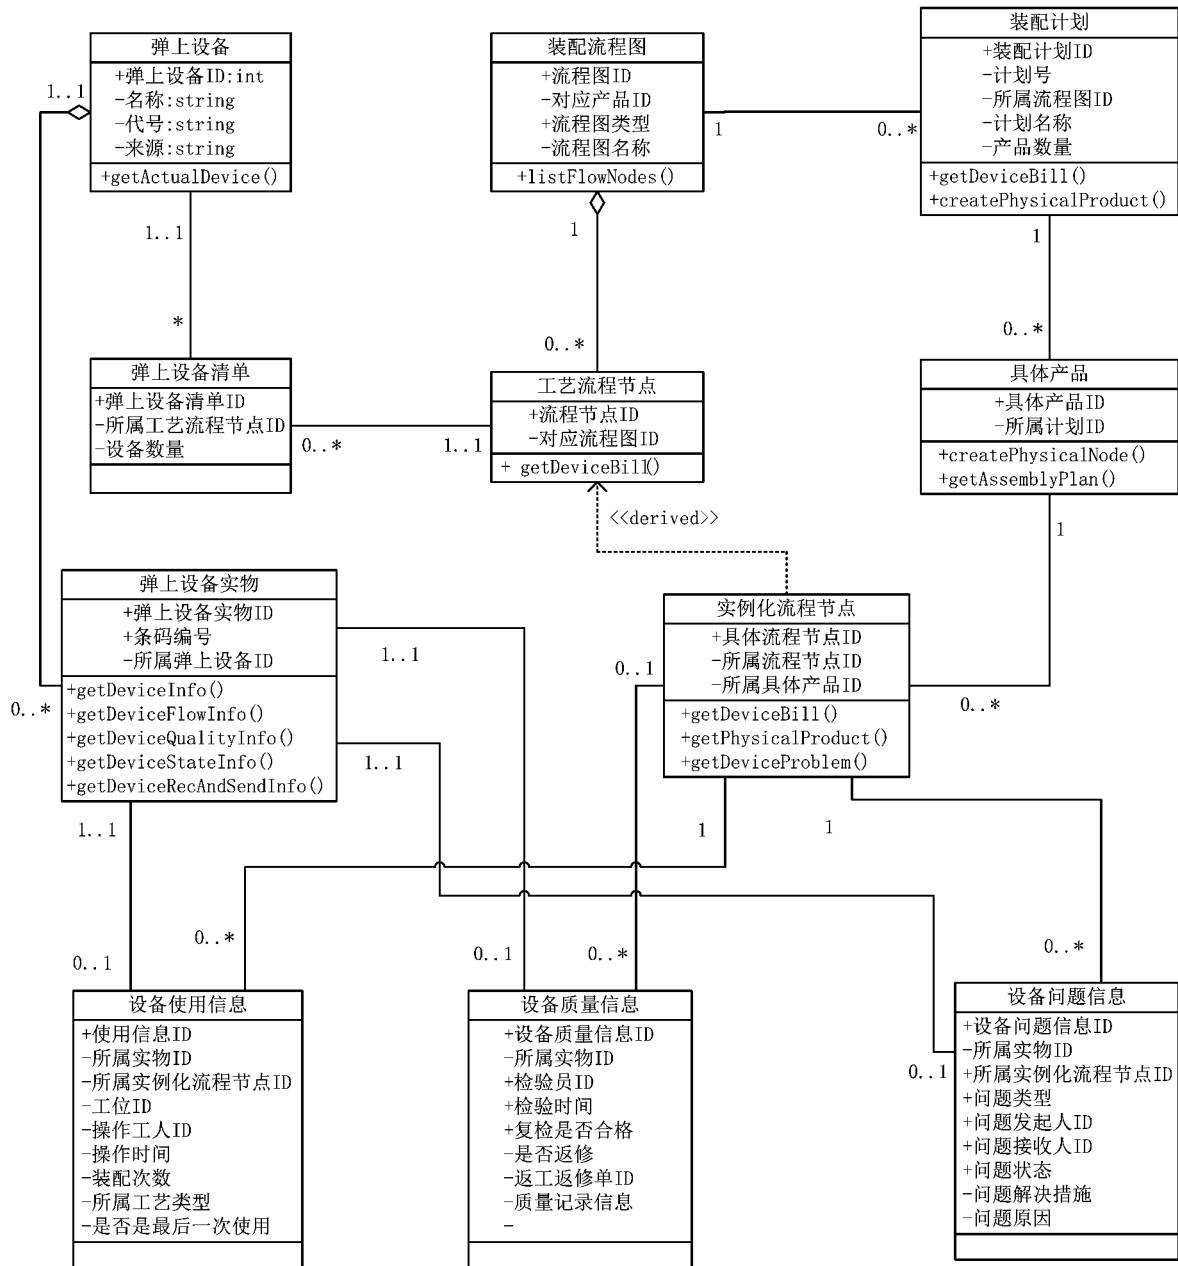 弹上设备
+弹上设备ID:int
-名称:string
-代号:string
-来源:string
+getActualDevice()
装配流程图
+流程图ID
-对应产品ID
+流程图类型
-流程图名称
+listFlowNodes()
装配计划
+装配计划ID
-计划号
-所属流程图ID
-计划名称
-产品数量
+getDeviceBill()
+createPhysicalProduct()
1..1
1
0..*
1..1
*
1
0..*
1
0..*
弹上设备清单
+弹上设备清单ID
-所属工艺流程节点ID
-设备数量
0..*
1..1
工艺流程节点
+流程节点ID
-对应流程图ID
+ getDeviceBill()
具体产品
+具体产品ID
-所属计划ID
+createPhysicalNode()
+getAssemblyPlan()
<<derived>>
1
弹上设备实物
+弹上设备实物ID
+条码编号
-所属弹上设备ID
+getDeviceInfo()
+getDeviceFlowInfo()
+getDeviceQualityInfo()
+getDeviceStateInfo()
+getDeviceRecAndSendInfo()
0..*
1..1
1..1
1..1
实例化流程节点
+具体流程节点ID
-所属流程节点ID
-所属具体产品ID
+getDeviceBill()
+getPhysicalProduct()
+getDeviceProblem()
0..1
0..*
1
1
0..1
0..*
0..1
0..*
0..*
0..1
设备使用信息
+使用信息ID
-所属实物ID
-所属实例化流程节点ID
-工位ID
-操作工人ID
-操作时间
-装配次数
-所属工艺类型
-是否是最后一次使用
设备质量信息
+设备质量信息ID
-所属实物ID
+检验员ID
+检验时间
+复检是否合格
-是否返修
-返工返修单ID
-质量记录信息
-
设备问题信息
+设备问题信息ID
-所属实物ID
+所属实例化流程节点ID
+问题类型
+问题发起人ID
+问题接收人ID
+问题状态
-问题解决措施
-问题原因